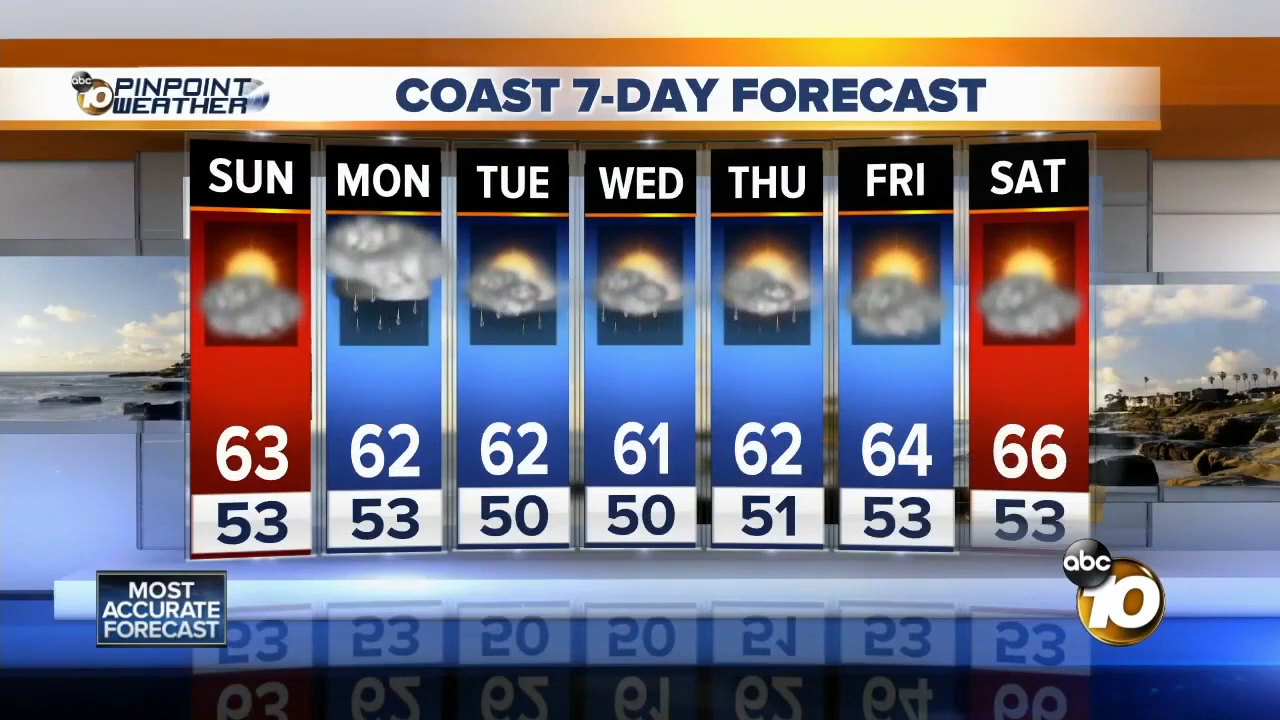 abc 10 PINPOINT WEATHER
COAST 7-DAY FORECAST
SUN MON TUE WED THU FRI SAT
63 62 62 61 62 64 66
53 53 50 50 51 53 53
MOST
ACCURATE
FORECAST
abc
10